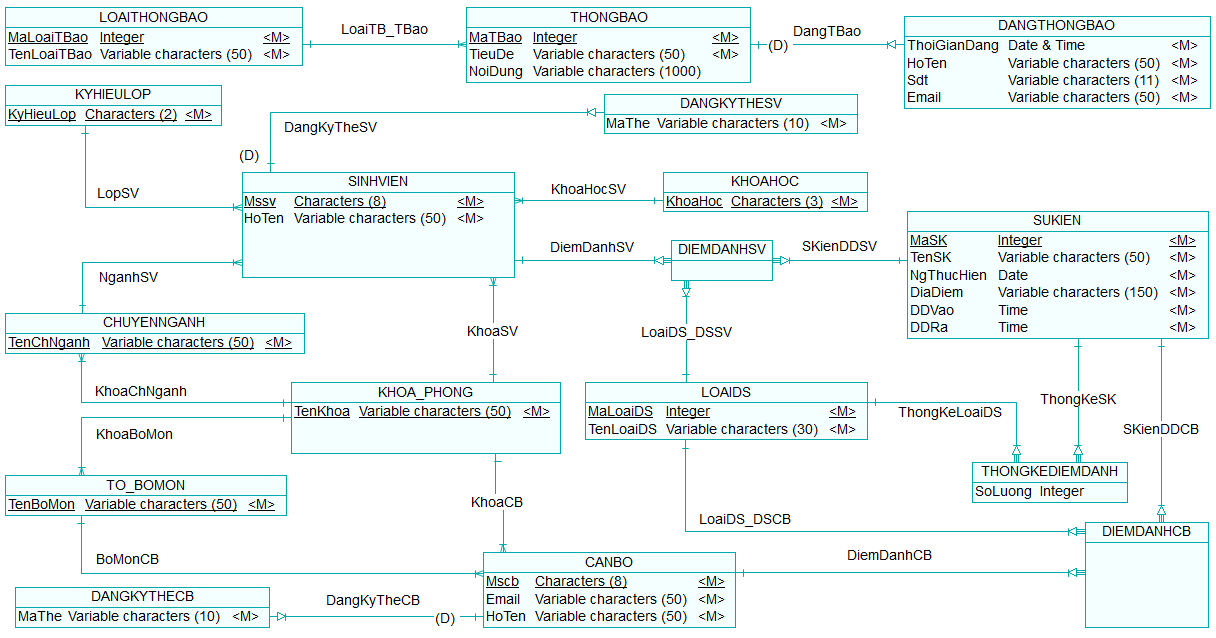 LOAITHONGBAO
MaLoaiTBao Integer <M>
TenLoaiTBao Variable characters (50) <M>
LoaiTB_TBao
THONGBAO
MaTBao Integer <M>
TieuDe Variable characters (50) <M>
NoiDung Variable characters (1000)
(D)
DangTBao
DANGTHONGBAO
ThoiGianDang Date & Time <M>
HoTen Variable characters (50) <M>
Sdt Variable characters (11) <M>
Email Variable characters (50) <M>
KYHIEULOP
KyHieuLop Characters (2) <M>
DANGKYTHESV
MaThe Variable characters (10) <M>
DangKyTheSV
(D)
LopSV
SINHVIEN
Mssv Characters (8) <M>
HoTen Variable characters (50) <M>
KhoaHocSV
KHOAHOC
KhoaHoc Characters (3) <M>
SUKIEN
MaSK Integer <M>
TenSK Variable characters (50) <M>
NgThucHien Date <M>
DiaDiem Variable characters (150) <M>
DDVao Time <M>
DDRa Time <M>
DiemDanhSV
DIEMDANHSV
SKienDDSV
NganhSV
CHUYENNGANH
TenChNganh Variable characters (50) <M>
KhoaSV
LoaiDS_DSSV
KhoaChNganh
KHOA_PHONG
TenKhoa Variable characters (50) <M>
LOAIDS
MaLoaiDS Integer <M>
TenLoaiDS Variable characters (30) <M>
ThongKeLoaiDS
ThongKeSK
SKienDDCB
KhoaBoMon
THONGKEDIEMDANH
SoLuong Integer
TO_BOMON
TenBoMon Variable characters (50) <M>
KhoaCB
LoaiDS_DSCB
DIEMDANHCB
BoMonCB
DiemDanhCB
CANBO
Mscb Characters (8) <M>
Email Variable characters (50) <M>
HoTen Variable characters (50) <M>
DANGKYTHECB
MaThe Variable characters (10) <M>
DangKyTheCB
(D)